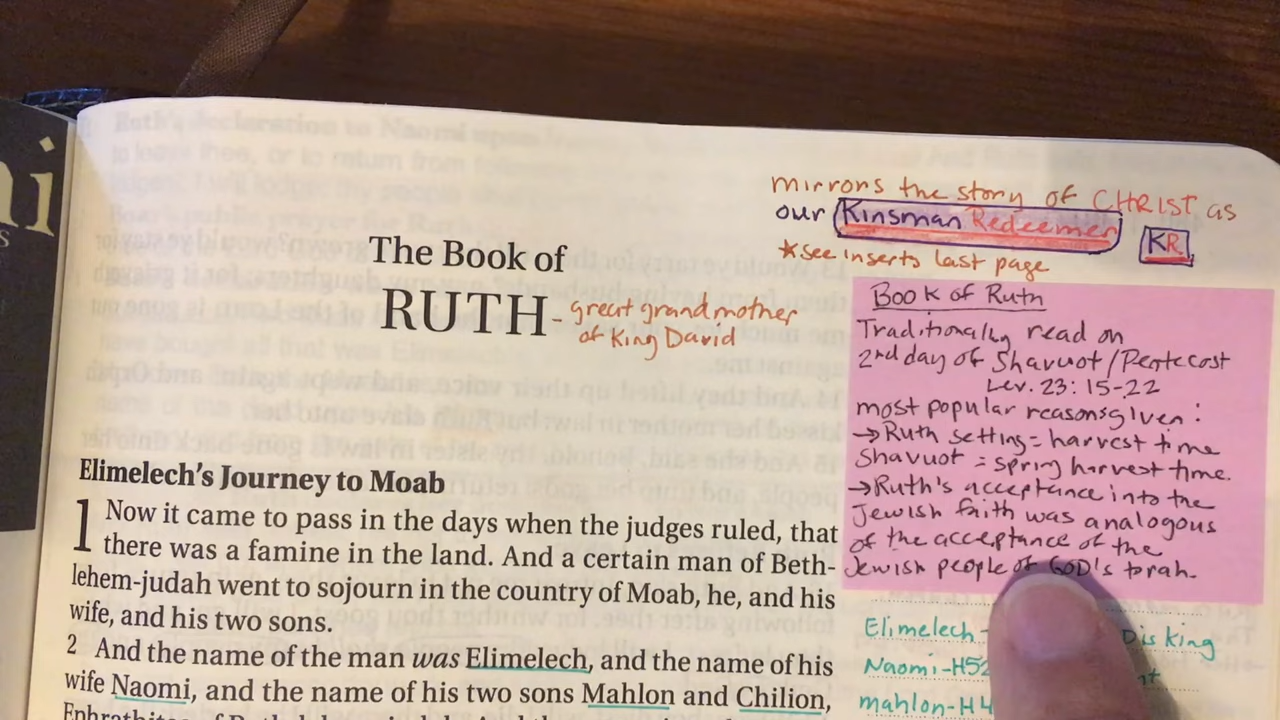 mirrors the story of CHRIST as
our Kinsman Redeemer KR
*see inserts last page
The Book of
RUTH - great grandmother
of King David
Book of Ruth
Traditionally read on
2nd day of Shavuot/Pentecost
Lev. 23:15-22
most popular reasons given:
→Ruth setting = harvest time
Shavuot = spring harvest time.
→Ruth's acceptance into the
Jewish faith was analogous
of the acceptance of the
Jewish people of GOD's torah.
Elimelech's Journey to Moab
1 Now it came to pass in the days when the judges ruled, that
there was a famine in the land. And a certain man of Beth-
lehem-judah went to sojourn in the country of Moab, he, and his
wife, and his two sons.
2 And the name of the man was Elimelech, and the name of his
wife Naomi, and the name of his two sons Mahlon and Chilion,
Elimelech - D is king
Naomi-H52
mahlon-H4